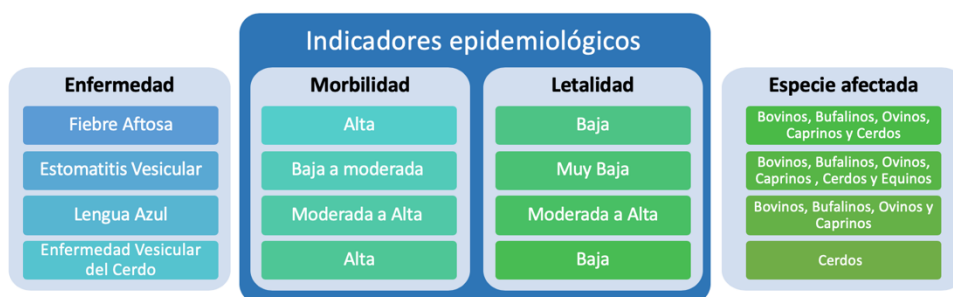 Indicadores epidemiológicos
Enfermedad
Morbilidad
Letalidad
Especie afectada
Fiebre Aftosa
Alta
Baja
Bovinos, Bufalinos, Ovinos,
Caprinos y Cerdos
Estomatitis Vesicular
Baja a moderada
Muy Baja
Bovinos, Bufalinos, Ovinos,
Caprinos , Cerdos y Equinos
Lengua Azul
Moderada a Alta
Moderada a Alta
Bovinos, Bufalinos, Ovinos y
Caprinos
Enfermedad Vesicular
del Cerdo
Alta
Baja
Cerdos